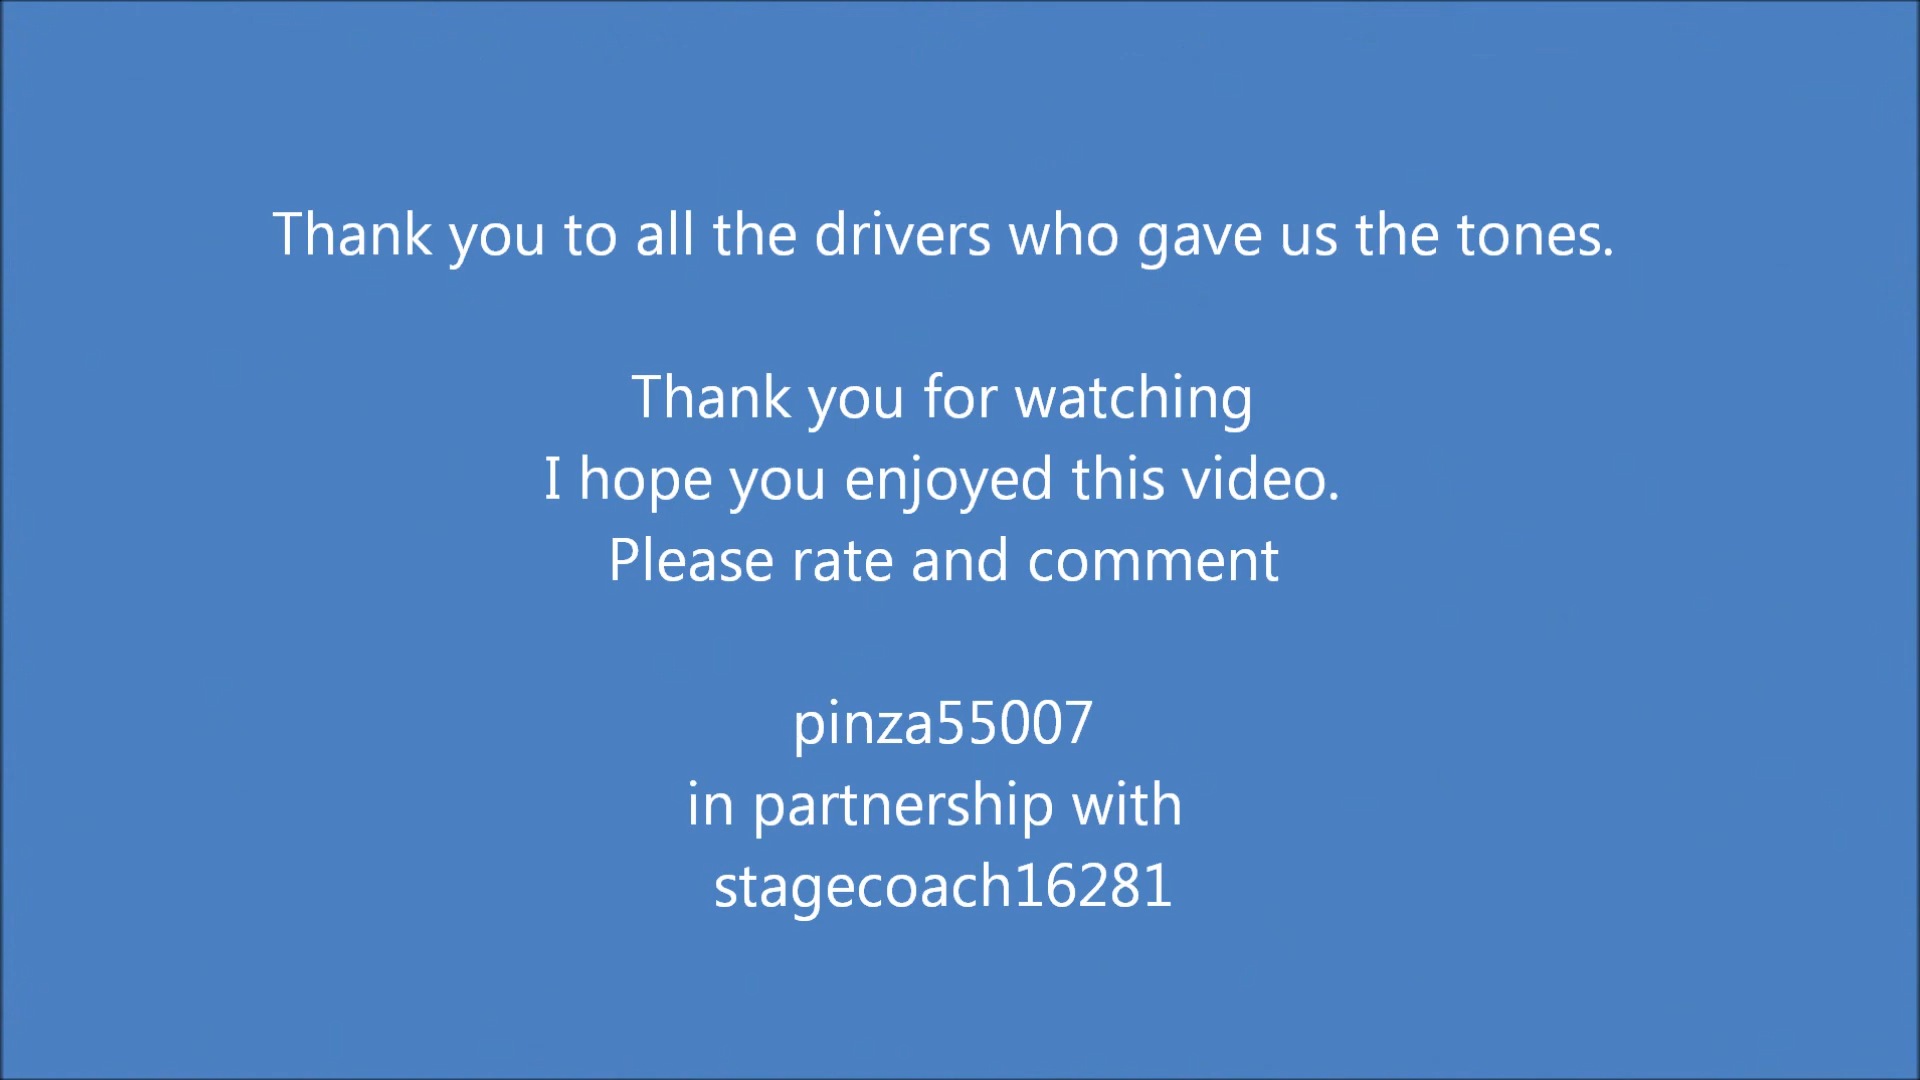 Thank you to all the drivers who gave us the tones.
Thank you for watching
I hope you enjoyed this video.
Please rate and comment
pinza55007
in partnership with
stagecoach16281